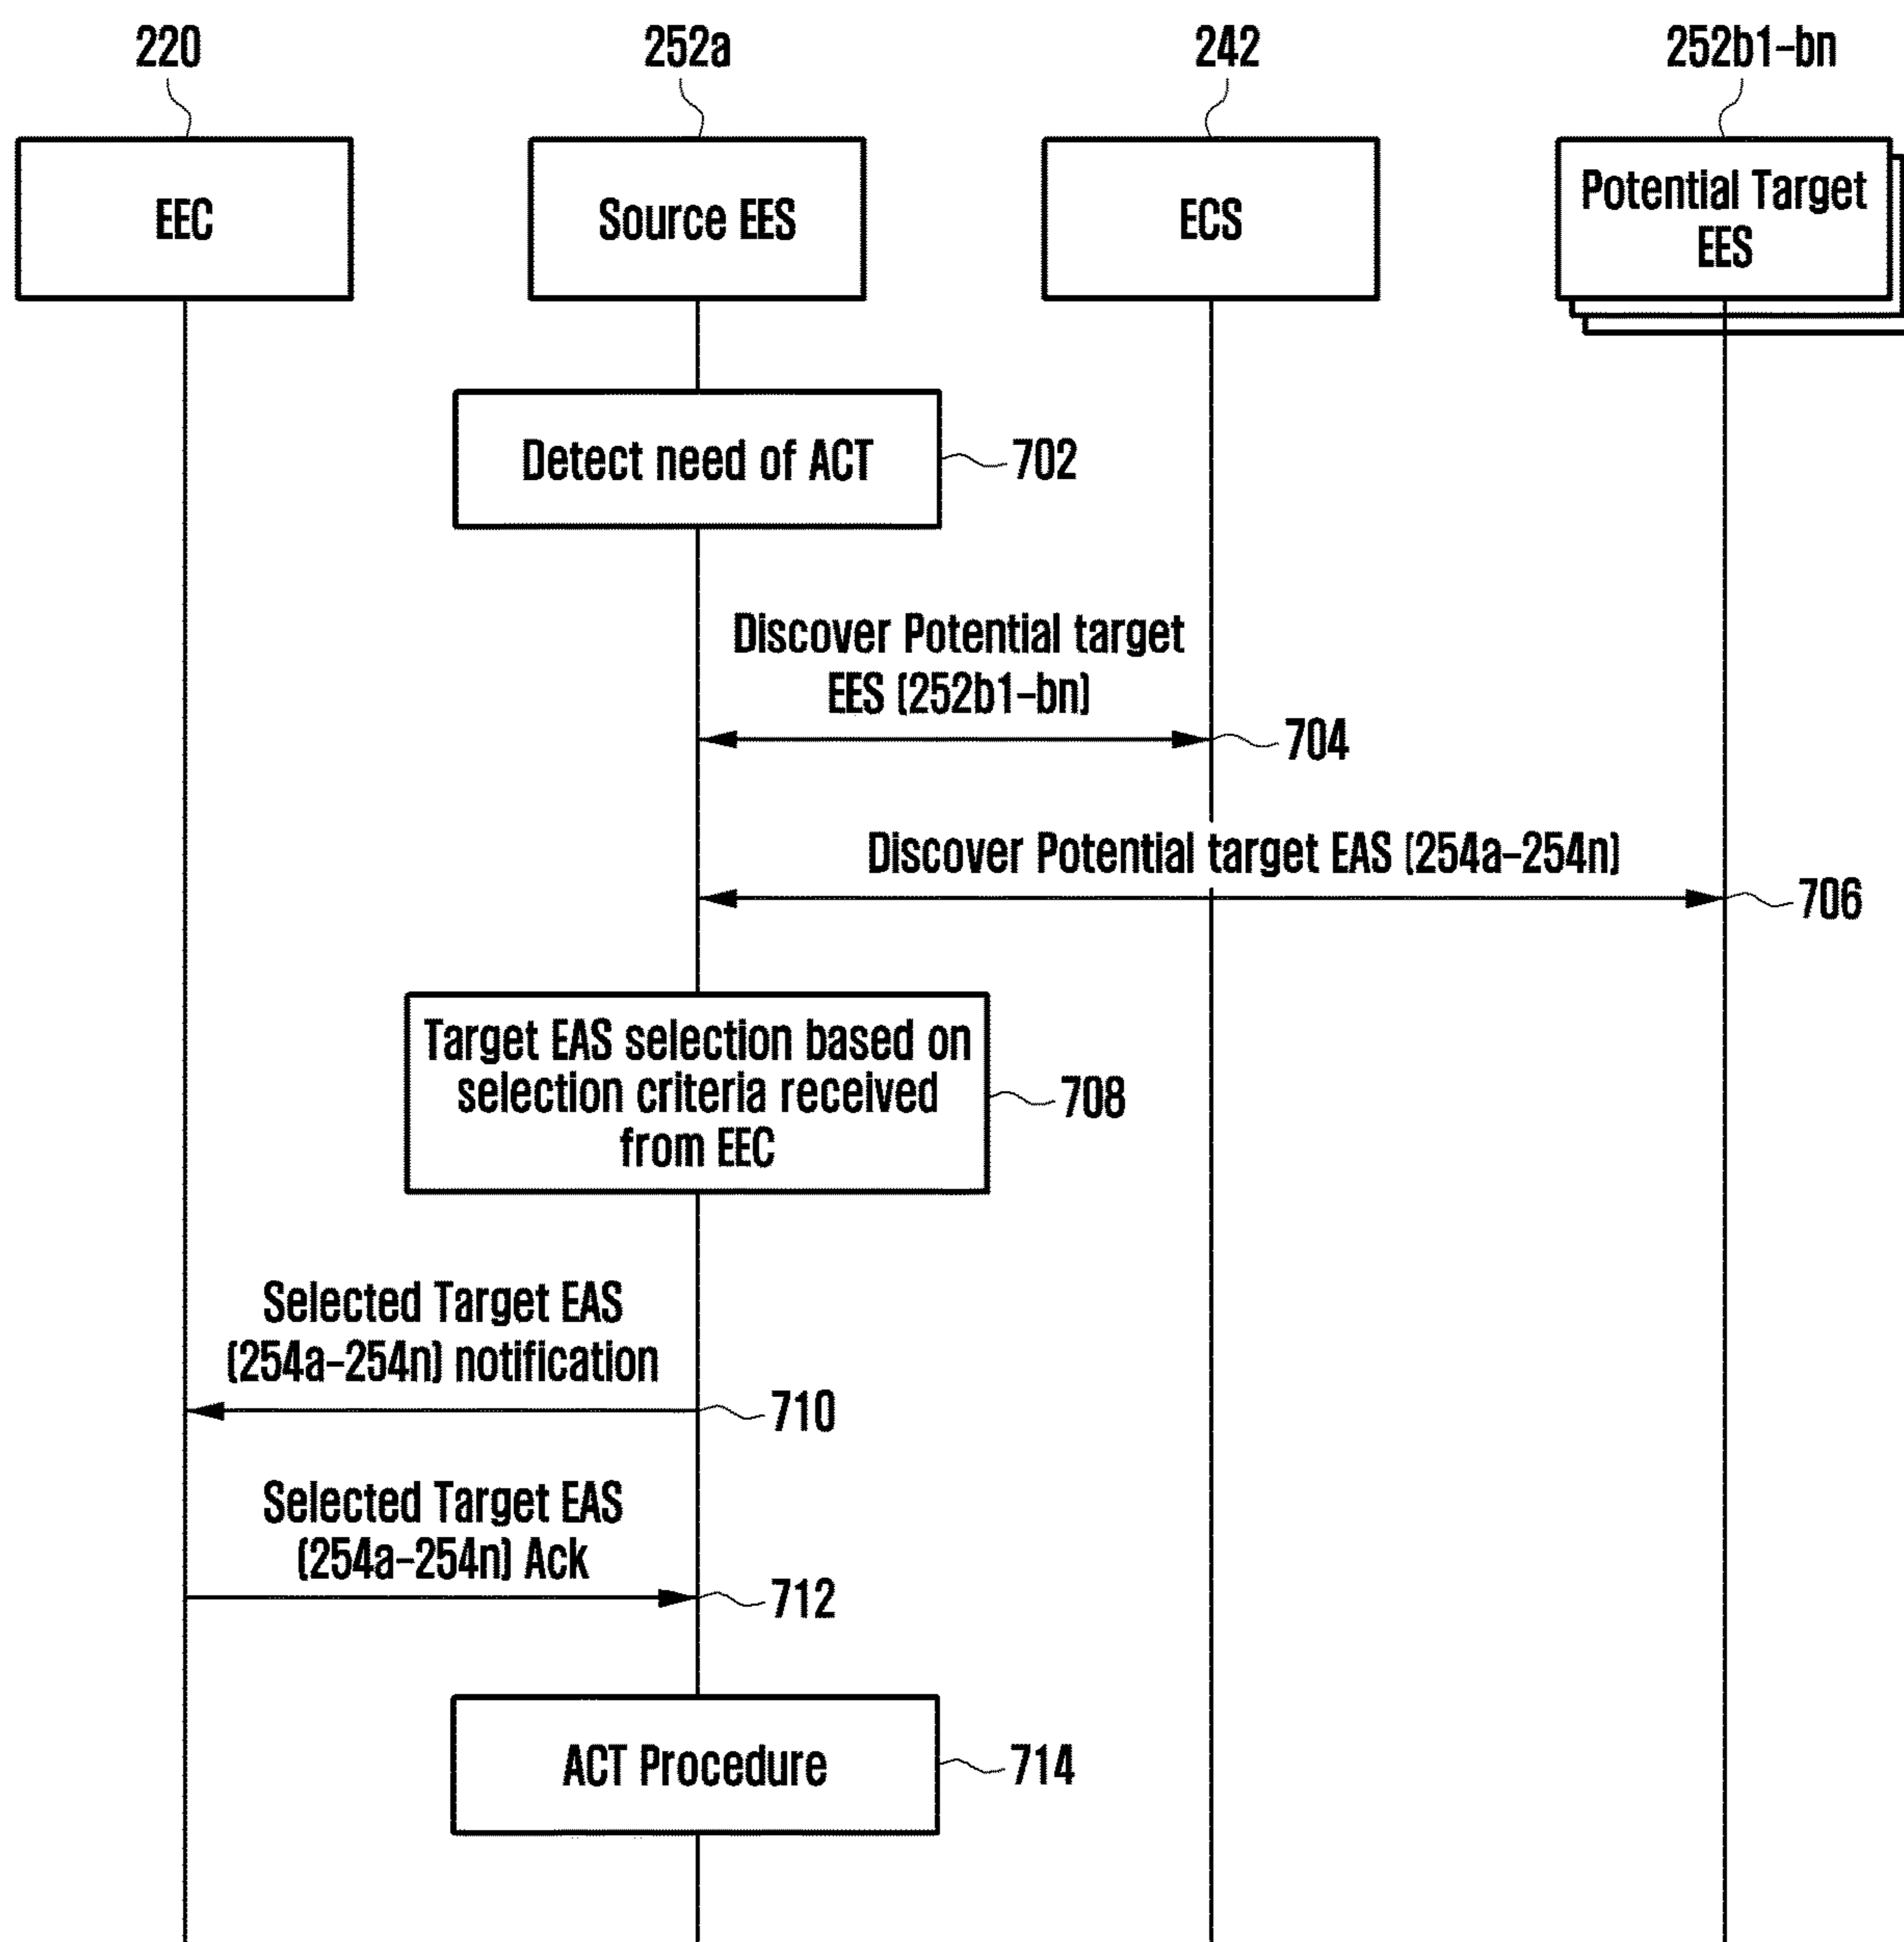 220
252a
242
252b1-bn
EEC
Source EES
ECS
Potential Target
EES
Detect need of ACT
702
Discover Potential target
EES (252b1-bn)
704
Discover Potential target EAS (254a-254n)
706
Target EAS selection based on
selection criteria received
from EEC
708
Selected Target EAS
(254a-254n) notification
710
Selected Target EAS
(254a-254n) Ack
712
ACT Procedure
714